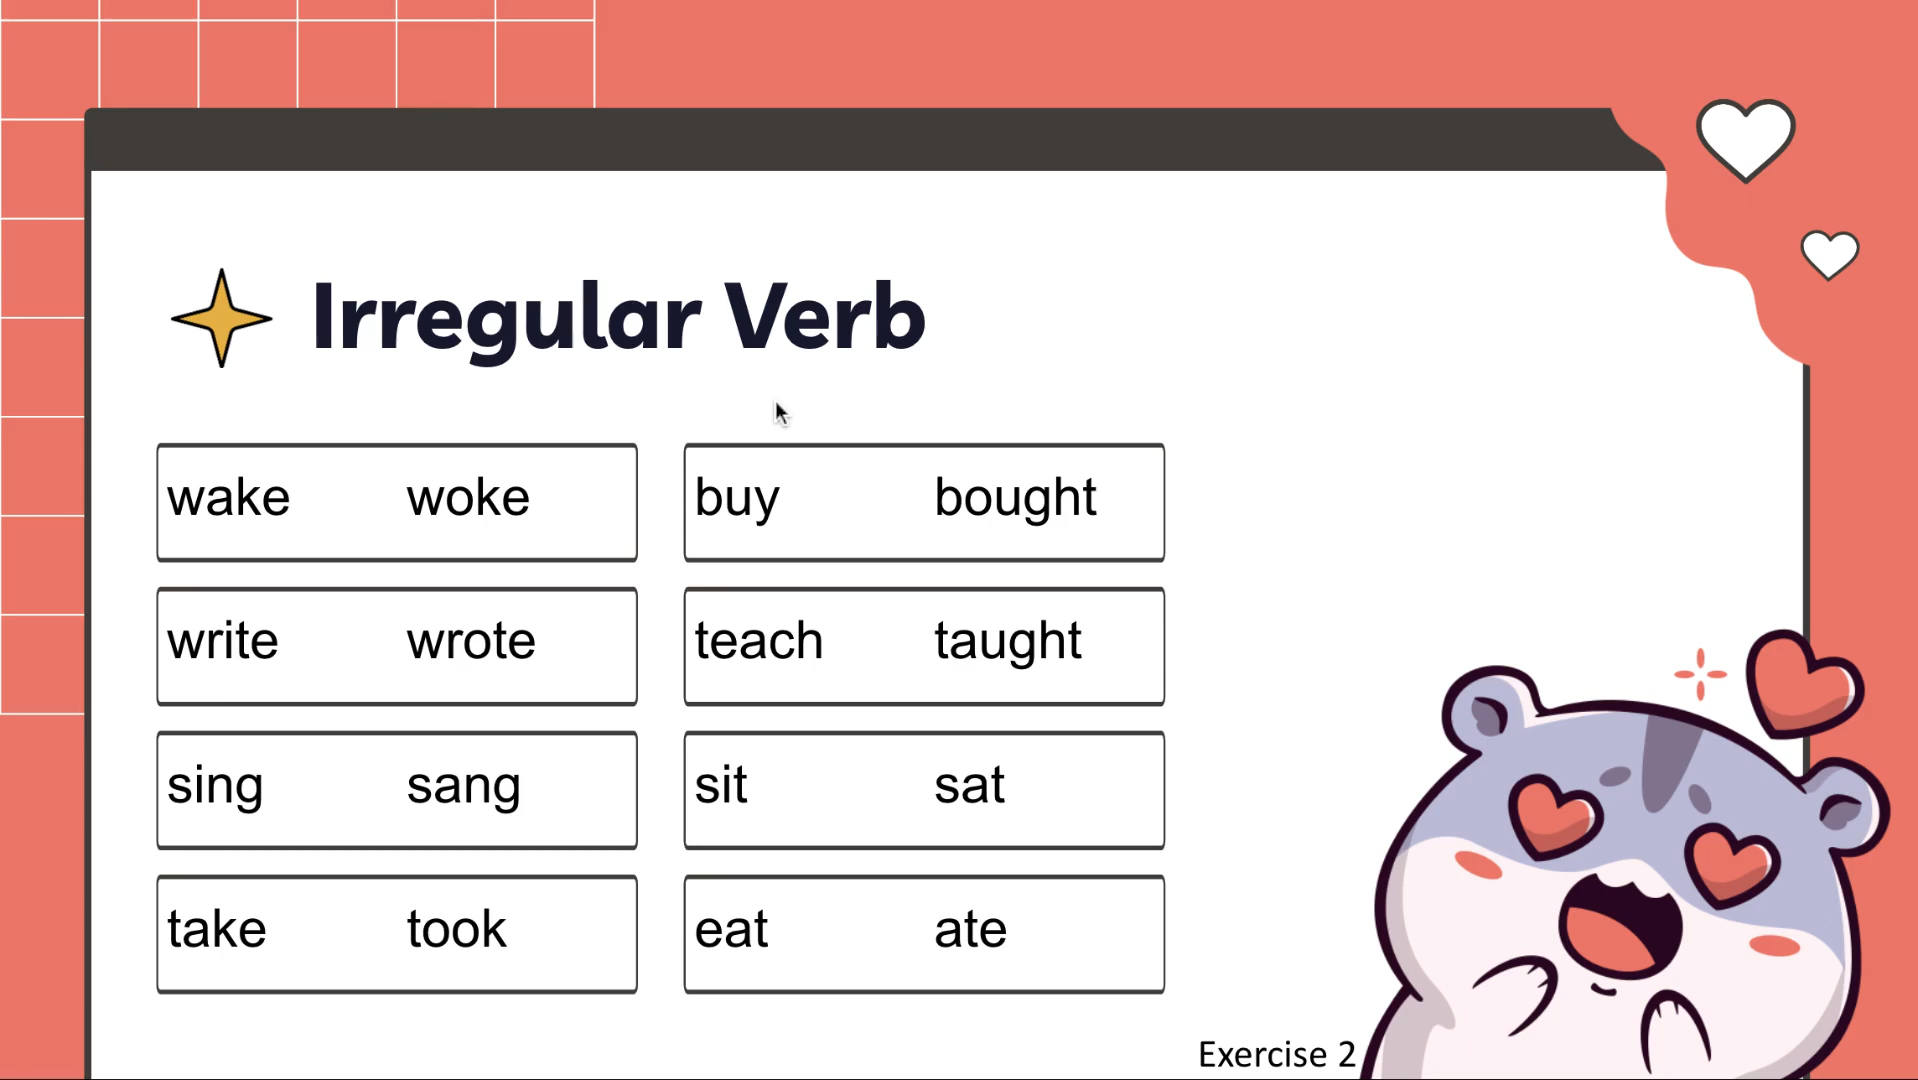 Irregular Verb
wake woke
write wrote
sing sang
take took
buy bought
teach taught
sit sat
eat ate
Exercise 2